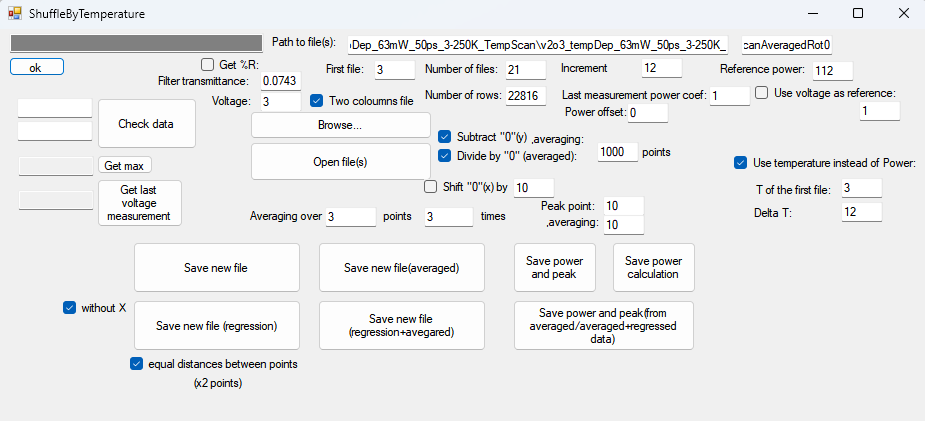 ShuffleByTemperature
Path to file(s):
Dep_63mW_50ps_3-250K_TempScan\v2o3_tempDep_63mW_50ps_3-250K_
canAveragedRot0
ok
Get %R:
First file:
3
Number of files:
21
Increment
12
Reference power:
112
Filter transmittance:
0.0743
Voltage:
3
Two coloumns file
Number of rows:
22816
Last measurement power coef:
1
Use voltage as reference:
1
Power offset:
0
Check data
Browse...
Subtract "0"(y)
,averaging:
Divide by "0" (averaged):
1000
points
Open file(s)
Get max
Use temperature instead of Power:
Shift "0"(x) by
10
T of the first file:
3
Get last
voltage
measurement
Averaging over
3
points
3
times
Peak point:
10
,averaging:
10
Delta T:
12
Save new file
Save new file(averaged)
Save power
and peak
Save power
calculation
without X
Save new file (regression)
Save new file
(regression+avegared)
Save power and peak(from
averaged/averaged+regressed
data)
equal distances between points
(x2 points)